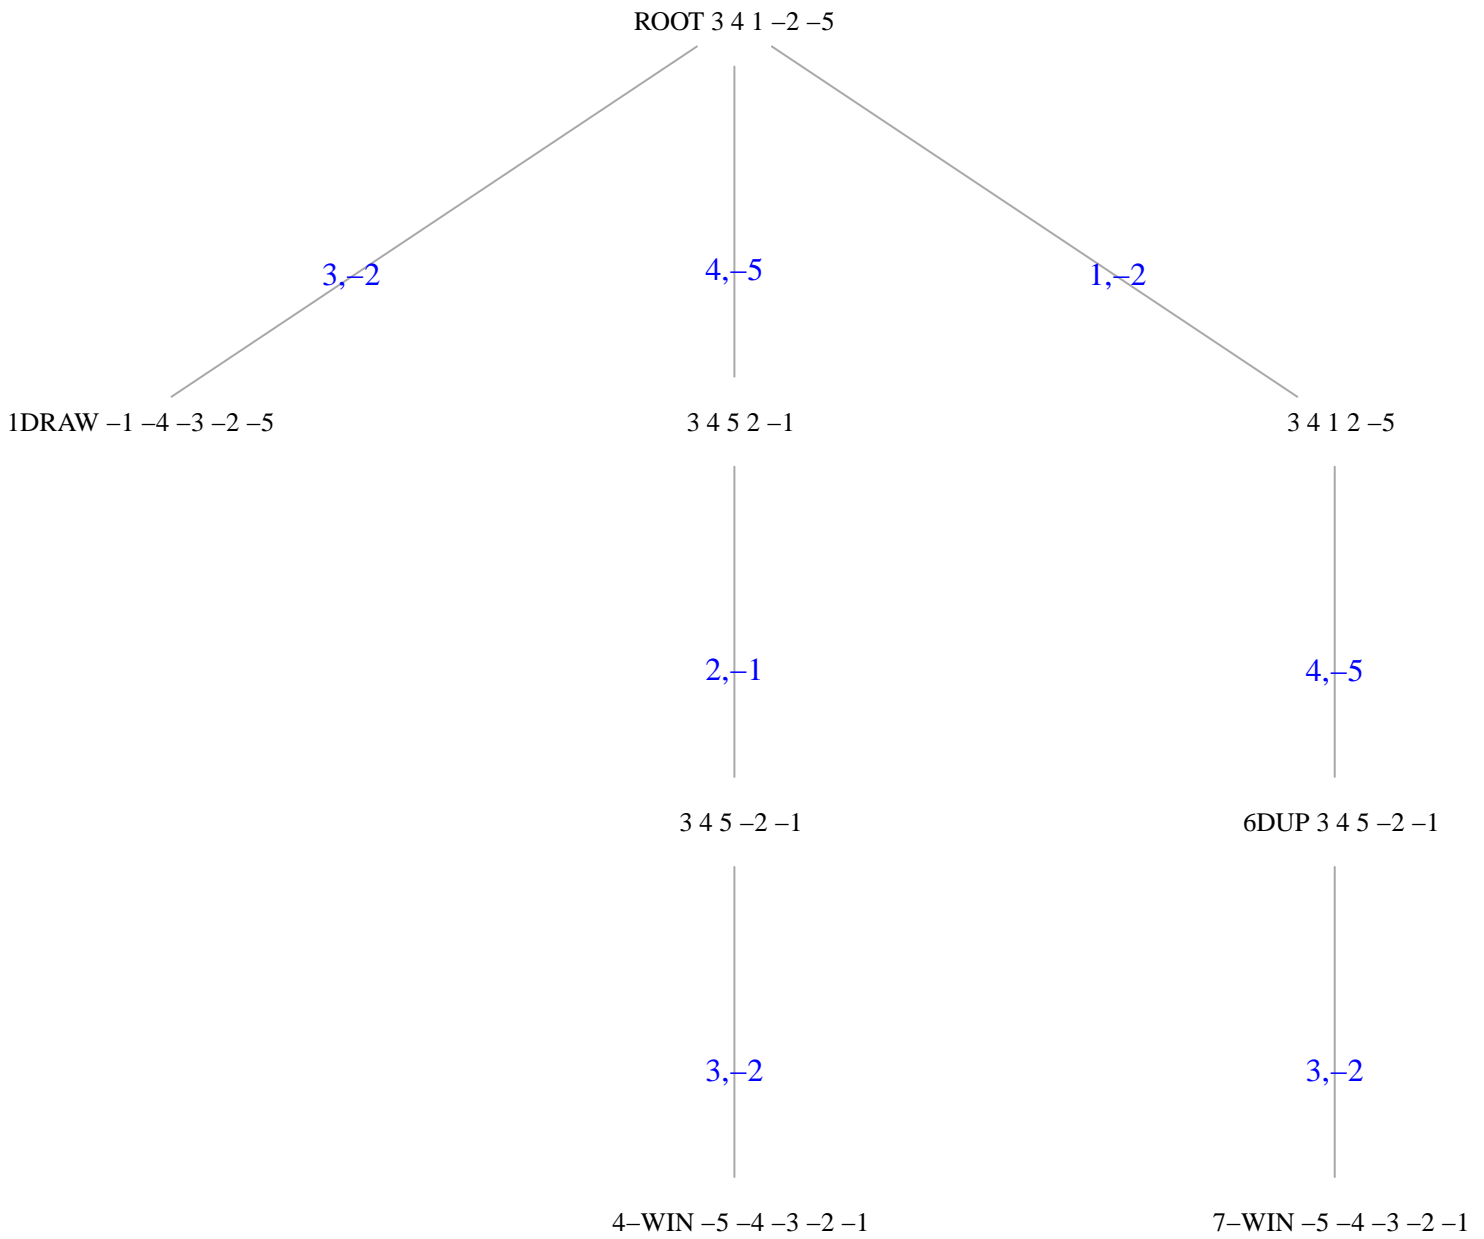 ROOT 3 4 1 –2 –5
3,–2
4,–5
1,–2
1DRAW –1 –4 –3 –2 –5
3 4 5 2 –1
3 4 1 2 –5
2,–1
4,–5
3 4 5 –2 –1
6DUP 3 4 5 –2 –1
3,–2
3,–2
4–WIN –5 –4 –3 –2 –1
7–WIN –5 –4 –3 –2 –1